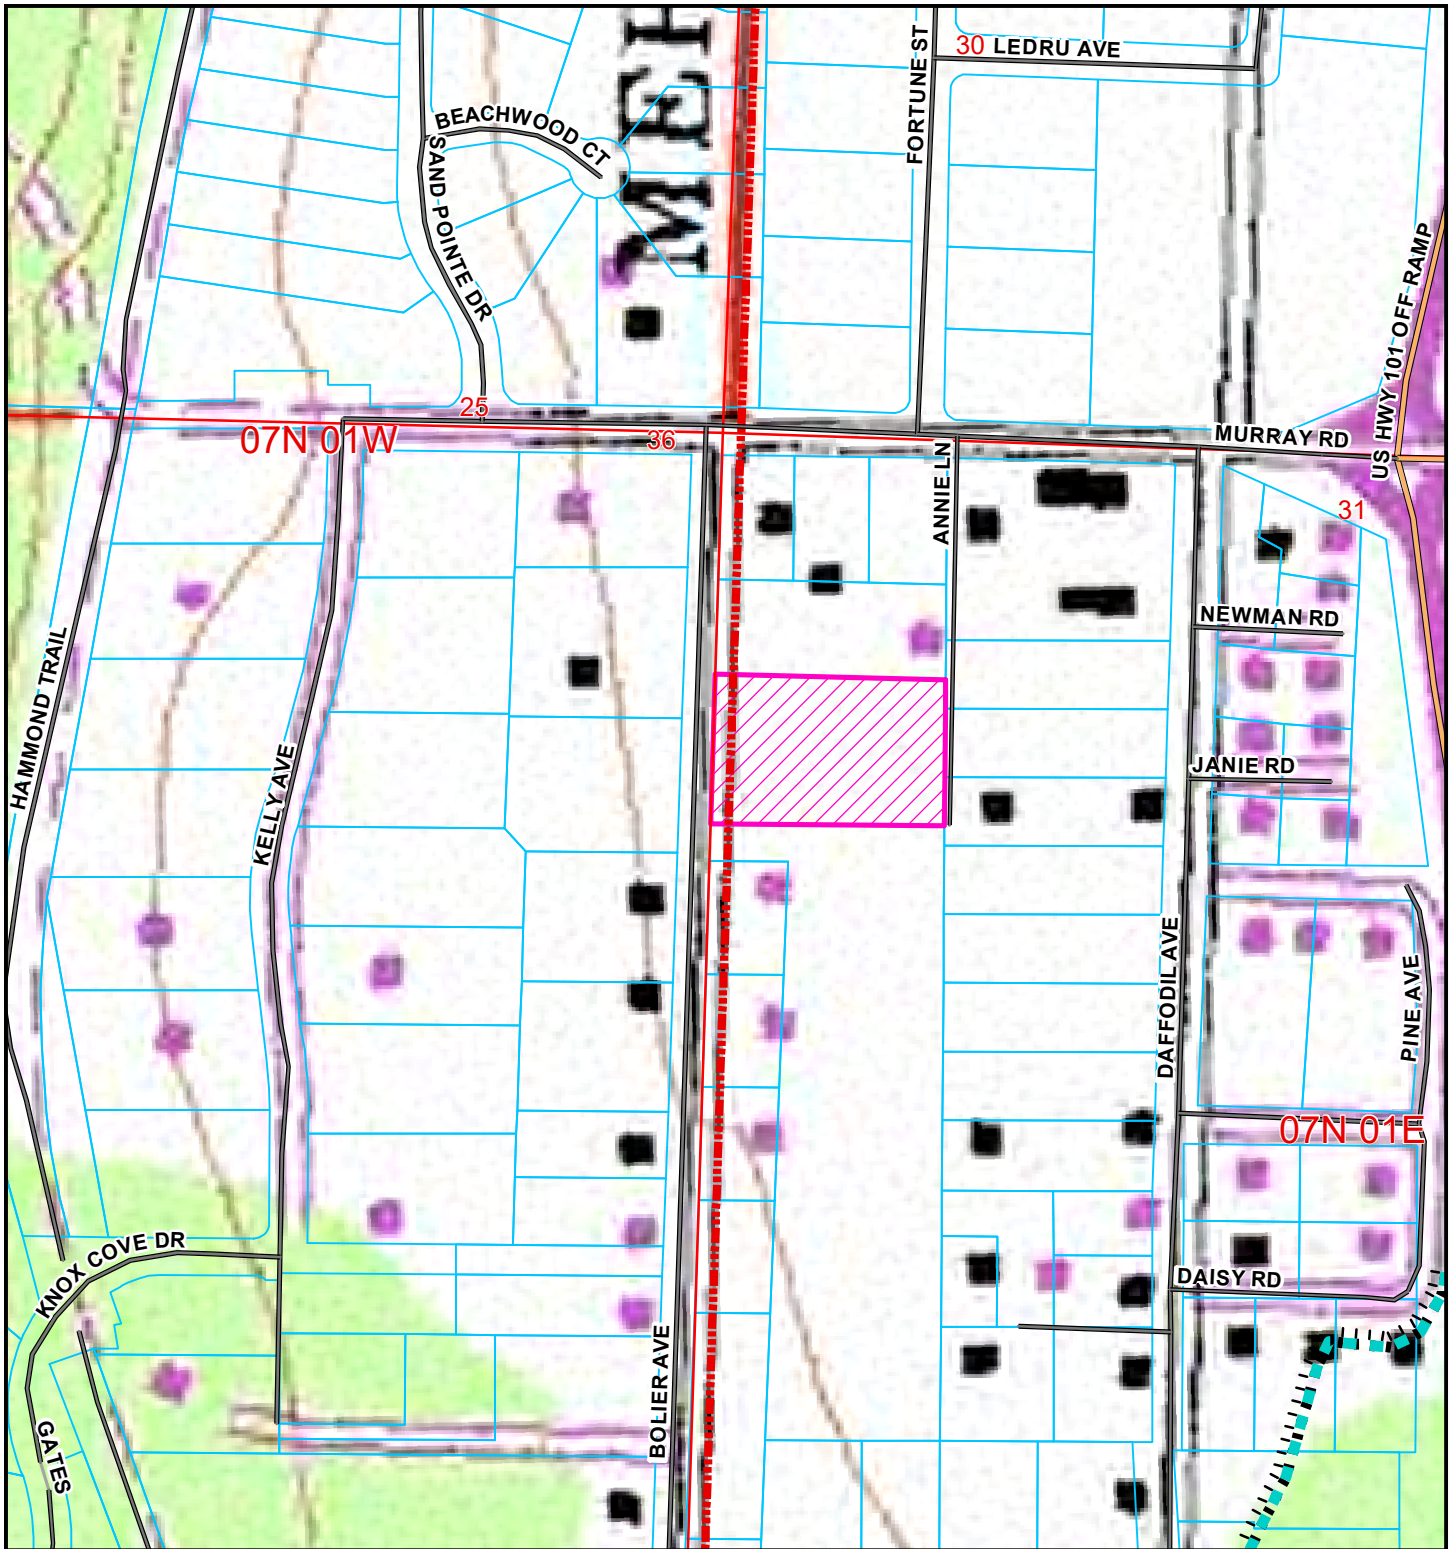 30 LEDRU AVE
FORTUNE ST
BEACHWOOD CT
SAND POINTE DR
MEH
US HWY 101 OFF RAMP
25
07N 01W
36
MURRAY RD
ANNIE LN
31
NEWMAN RD
HAMMOND TRAIL
KELLY AVE
JANIE RD
DAFFODIL AVE
PINE AVE
07N 01E
KNOX COVE DR
DAISY RD
BOLIER AVE
GATES